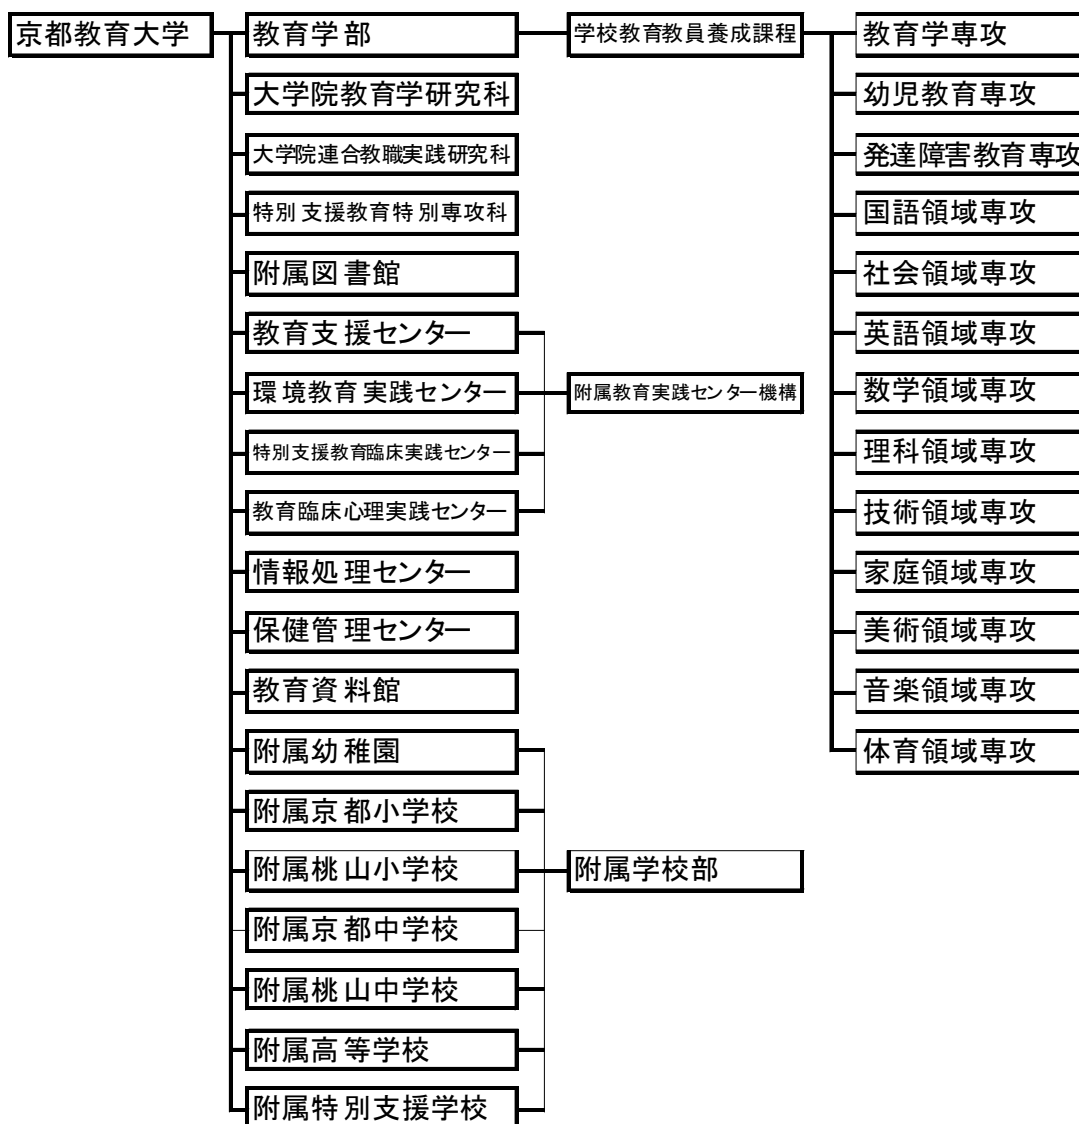 京都教育大学
教育学部
学校教育教員養成課程
教育学専攻
大学院教育学研究科
幼児教育専攻
大学院連合教職実践研究科
発達障害教育専攻
特別支援教育特別専攻科
国語領域専攻
附属図書館
社会領域専攻
教育支援センター
英語領域専攻
環境教育実践センター
附属教育実践センター機構
数学領域専攻
特別支援教育臨床実践センター
理科領域専攻
教育臨床心理実践センター
技術領域専攻
情報処理センター
家庭領域専攻
保健管理センター
美術領域専攻
教育資料館
音楽領域専攻
附属幼稚園
体育領域専攻
附属京都小学校
附属桃山小学校
附属学校部
附属京都中学校
附属桃山中学校
附属高等学校
附属特別支援学校